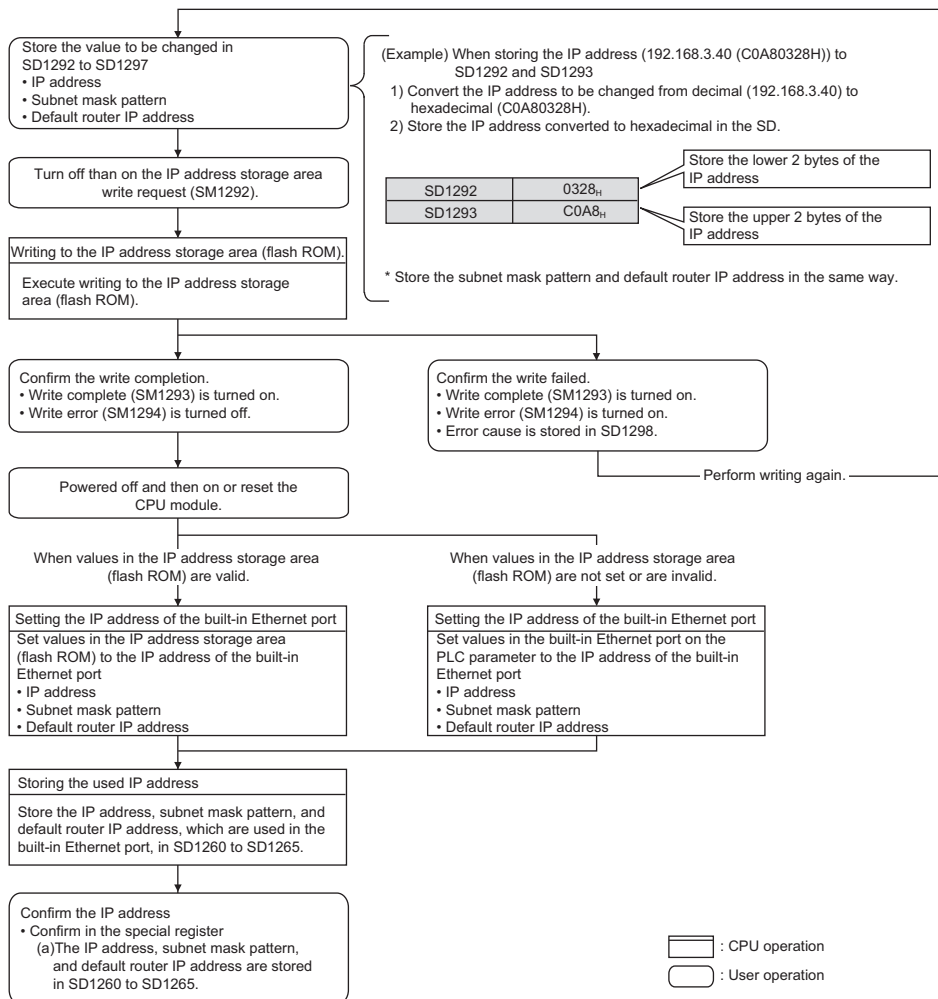 Store the value to be changed in
SD1292 to SD1297
• IP address
• Subnet mask pattern
• Default router IP address
(Example) When storing the IP address (192.168.3.40 (C0A80328H)) to
SD1292 and SD1293
1) Convert the IP address to be changed from decimal (192.168.3.40) to
hexadecimal (C0A80328H).
2) Store the IP address converted to hexadecimal in the SD.
SD1292 0328H
SD1293 C0A8H
Store the lower 2 bytes of the
IP address
Store the upper 2 bytes of the
IP address
* Store the subnet mask pattern and default router IP address in the same way.
Turn off than on the IP address storage area
write request (SM1292).
Writing to the IP address storage area (flash ROM).
Execute writing to the IP address storage
area (flash ROM).
Confirm the write completion.
• Write complete (SM1293) is turned on.
• Write error (SM1294) is turned off.
Confirm the write failed.
• Write complete (SM1293) is turned on.
• Write error (SM1294) is turned on.
• Error cause is stored in SD1298.
Perform writing again.
Powered off and then on or reset the
CPU module.
When values in the IP address storage area
(flash ROM) are valid.
When values in the IP address storage area
(flash ROM) are not set or are invalid.
Setting the IP address of the built-in Ethernet port
Set values in the IP address storage area
(flash ROM) to the IP address of the built-in
Ethernet port
• IP address
• Subnet mask pattern
• Default router IP address
Setting the IP address of the built-in Ethernet port
Set values in the built-in Ethernet port on the
PLC parameter to the IP address of the built-in
Ethernet port
• IP address
• Subnet mask pattern
• Default router IP address
Storing the used IP address
Store the IP address, subnet mask pattern, and
default router IP address, which are used in the
built-in Ethernet port, in SD1260 to SD1265.
Confirm the IP address
• Confirm in the special register
(a)The IP address, subnet mask pattern,
and default router IP address are stored
in SD1260 to SD1265.
: CPU operation
: User operation